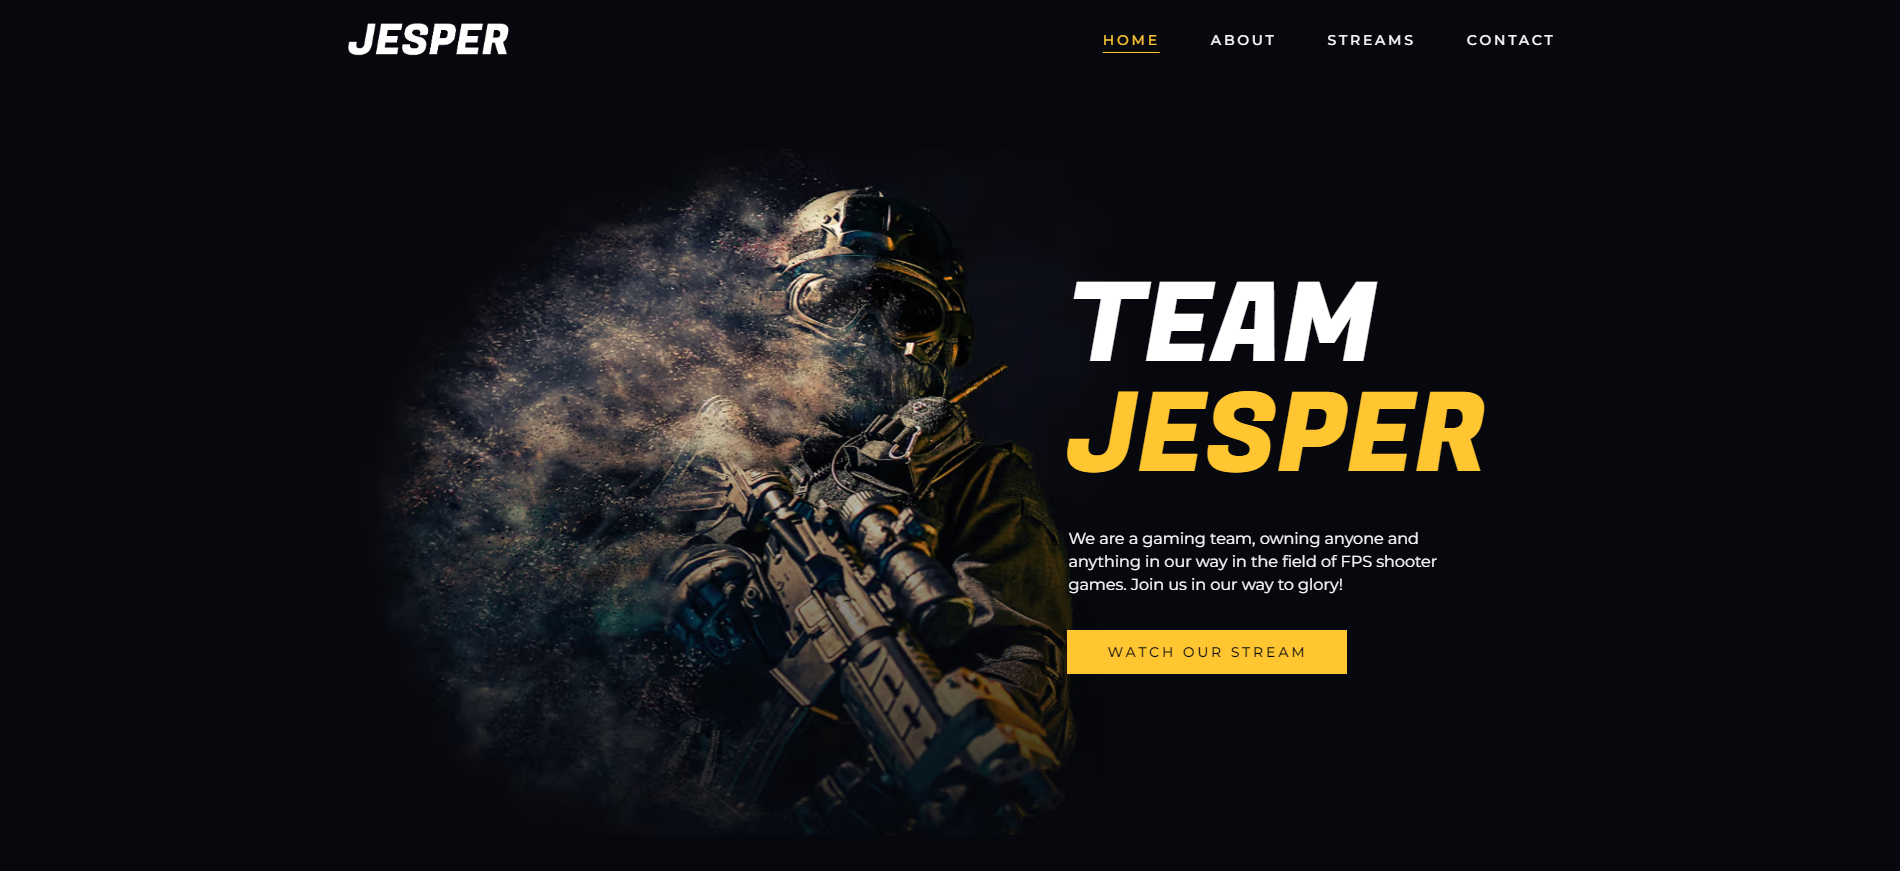 JESPER
HOME ABOUT STREAMS CONTACT
TEAM
JESPER
We are a gaming team, owning anyone and
anything in our way in the field of FPS shooter
games. Join us in our way to glory!
WATCH OUR STREAM